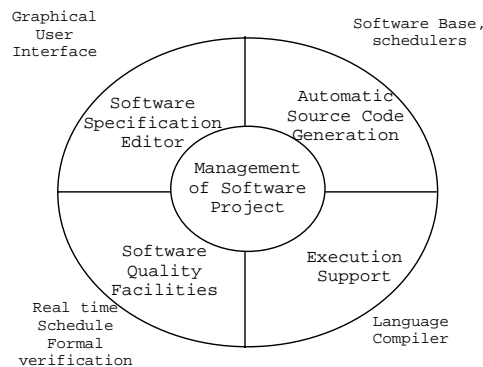 Graphical
User
Interface
Software Base,
schedulers
Software
Specification
Editor
Automatic
Source Code
Generation
Management
of Software
Project
Software
Quality
Facilities
Execution
Support
Real time
Schedule
Formal
verification
Language
Compiler